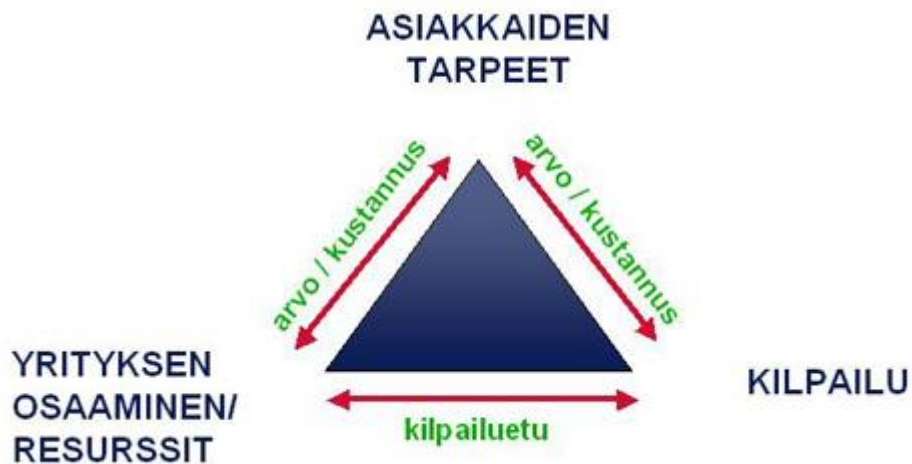 ASIAKKAIDEN
TARPEET
arvo / kustannus
arvo / kustannus
YRITYKSEN
OSAAMINEN/
RESURSSIT
KILPAILU
kilpailuetu